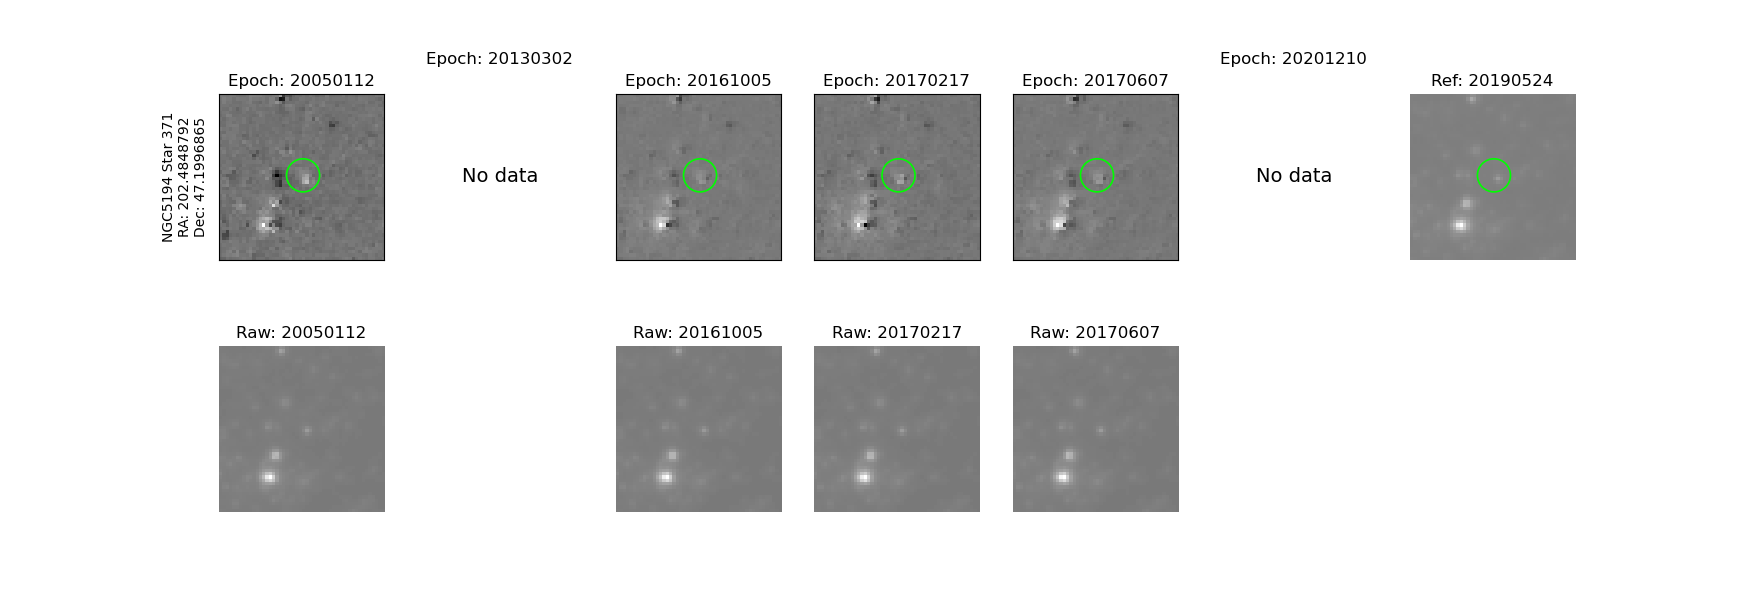 Epoch: 20130302
Epoch: 20201210
Epoch: 20050112
Epoch: 20161005
Epoch: 20170217
Epoch: 20170607
Ref: 20190524
NGC5194 Star 371
RA: 202.4848792
Dec: 47.1996865
No data
No data
Raw: 20050112
Raw: 20161005
Raw: 20170217
Raw: 20170607